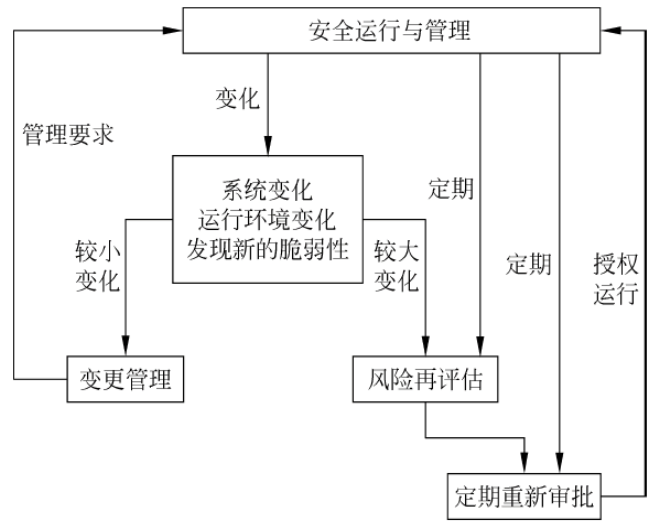 安全运行与管理
变化
管理要求
系统变化
运行环境变化
发现新的脆弱性
定期
定期
授权
运行
较小
变化
较大
变化
变更管理
风险再评估
定期重新审批